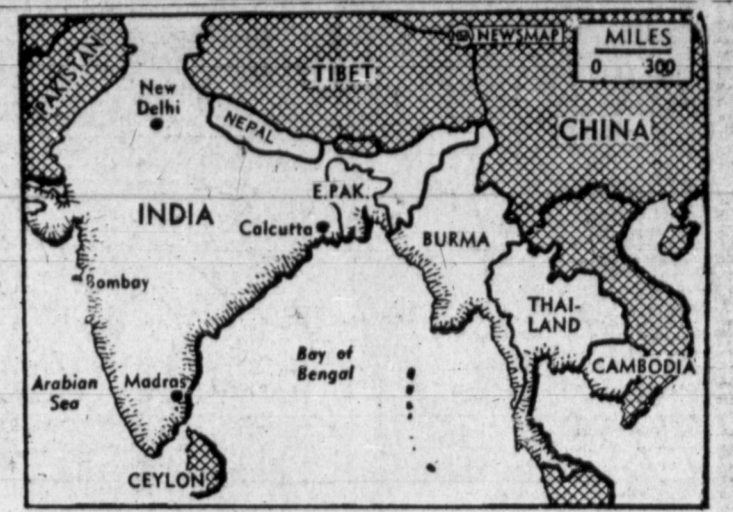 NEWSMAP
MILES
0 300
PAKISTAN
TIBET
New
Delhi
NEPAL
CHINA
E. PAK.
INDIA
Calcutta
BURMA
Bombay
THAI-
LAND
Bay of
Bengal
CAMBODIA
Arabian
Sea
Madras
CEYLON